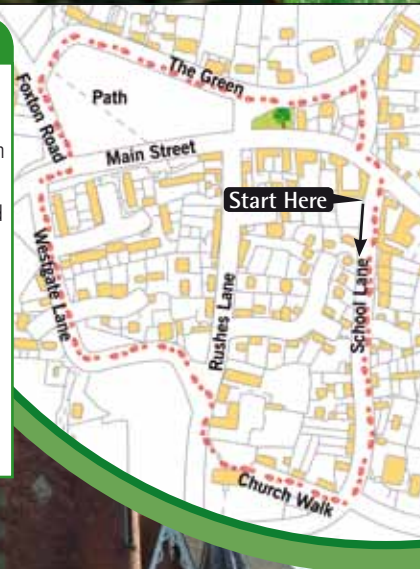 The Green
Path
Foxton Road
Main Street
Start Here
Westgate Lane
Rushes Lane
School Lane
Church Walk